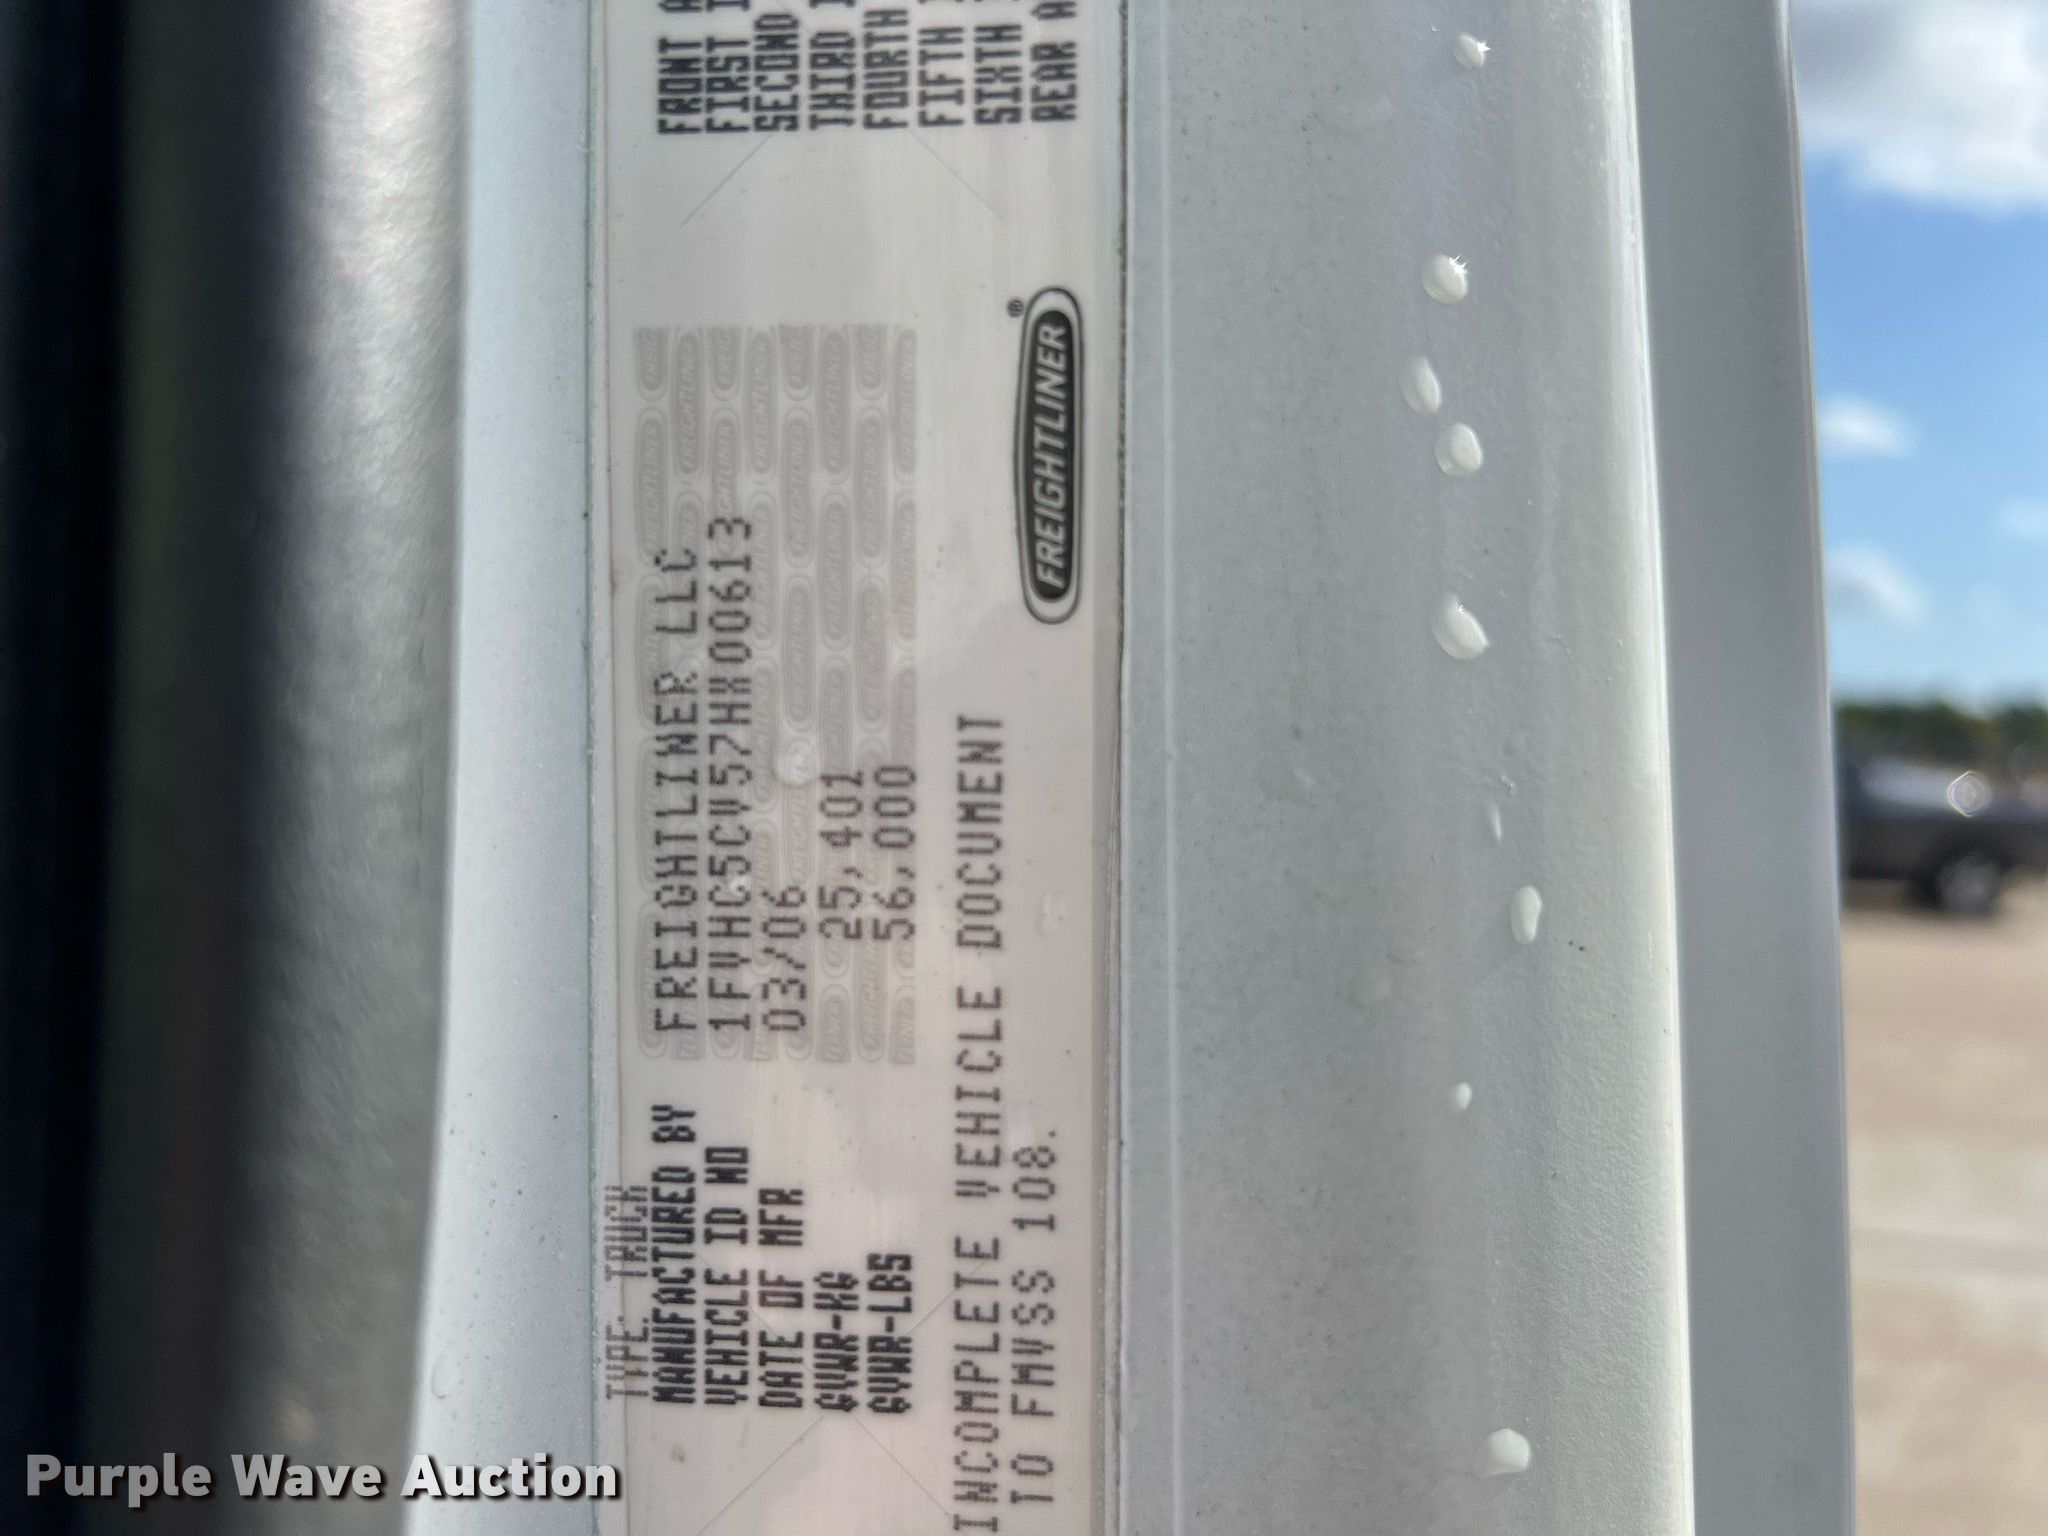 TYPE: TRUCK
MANUFACTURED BY FREIGHTLINER LLC
VEHICLE ID NO 1FVHC5CV57HX00613
DATE OF MFR 03/06
GVWR-KG 25,401
GVWR-LBS 56,000
INCOMPLETE VEHICLE DOCUMENT
TO FMVSS 108.
FREIGHTLINER®
FRONT A
FIRST I
SECOND
THIRD I
FOURTH
FIFTH
SIXTH
REAR A
Purple Wave Auction